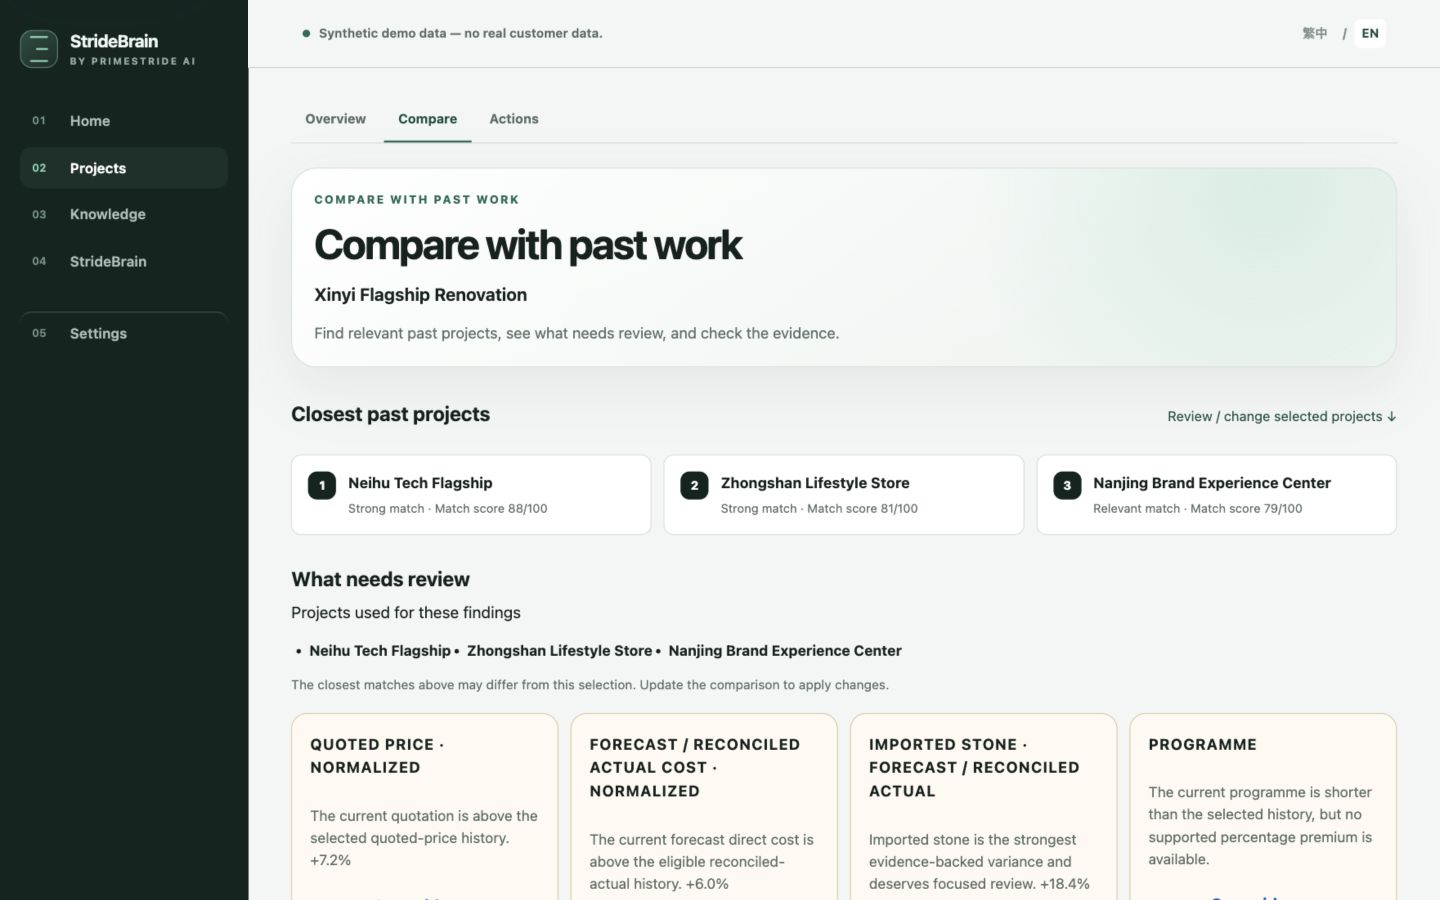 StrideBrain
BY PRIMESTRIDE AI
01 Home
02 Projects
03 Knowledge
04 StrideBrain
05 Settings
Synthetic demo data — no real customer data.
繁中 / EN
Overview Compare Actions
COMPARE WITH PAST WORK
Compare with past work
Xinyi Flagship Renovation
Find relevant past projects, see what needs review, and check the evidence.
Closest past projects
Review / change selected projects ↓
1 Neihu Tech Flagship
Strong match · Match score 88/100
2 Zhongshan Lifestyle Store
Strong match · Match score 81/100
3 Nanjing Brand Experience Center
Relevant match · Match score 79/100
What needs review
Projects used for these findings
• Neihu Tech Flagship • Zhongshan Lifestyle Store • Nanjing Brand Experience Center
The closest matches above may differ from this selection. Update the comparison to apply changes.
QUOTED PRICE ·
NORMALIZED
The current quotation is above the
selected quoted-price history.
+7.2%
FORECAST / RECONCILED
ACTUAL COST ·
NORMALIZED
The current forecast direct cost is
above the eligible reconciled-
actual history. +6.0%
IMPORTED STONE ·
FORECAST / RECONCILED
ACTUAL
Imported stone is the strongest
evidence-backed variance and
deserves focused review. +18.4%
PROGRAMME
The current programme is shorter
than the selected history, but no
supported percentage premium is
available.